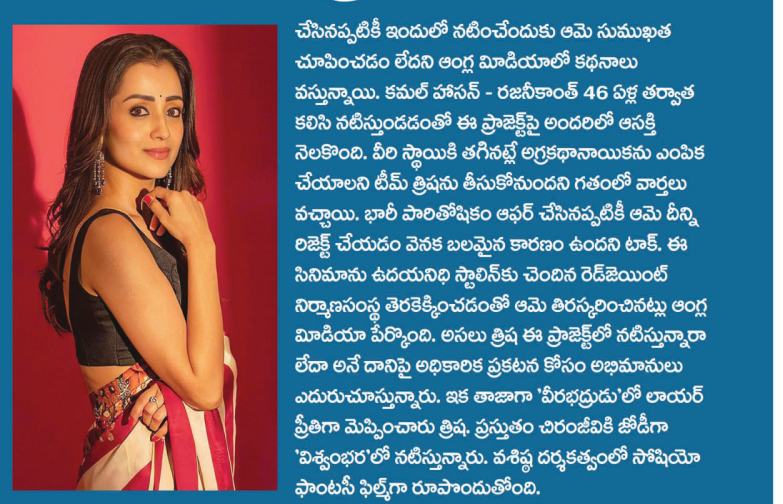 చేసినప్పటికీ ఇందులో నటించేందుకు ఆమె సుముఖత
చూపించడం లేదని ఆంగ్ల మీడియాలో కథనాలు
వస్తున్నాయి. కమల్ హాసన్ - రజనీకాంత్ 46 ఏళ్ల తర్వాత
కలిసి నటిస్తుండడంతో ఈ ప్రాజెక్ట్‌పై అందరిలో ఆసక్తి
నెలకొంది. వీరి స్థాయికి తగినట్లే అగ్రకథానాయికను ఎంపిక
చేయాలని టీమ్ త్రిషను తీసుకోనుందని గతంలో వార్తలు
వచ్చాయి. భారీ పారితోషికం ఆఫర్ చేసినప్పటికీ ఆమె దీన్ని
రిజెక్ట్ చేయడం వెనక బలమైన కారణం ఉందని టాక్. ఈ
సినిమాను ఉదయనిధి స్టాలిన్‌కు చెందిన రెడ్‌జెయింట్
నిర్మాణసంస్థ తెరకెక్కించడంతో ఆమె తిరస్కరించినట్లు ఆంగ్ల
మీడియా పేర్కొంది. అసలు త్రిష ఈ ప్రాజెక్ట్‌లో నటిస్తున్నారా
లేదా అనే దానిపై అధికారిక ప్రకటన కోసం అభిమానులు
ఎదురుచూస్తున్నారు. ఇక తాజాగా 'వీరభద్రుడు'లో లాయర్
ప్రీతిగా మెప్పించారు త్రిష. ప్రస్తుతం చిరంజీవికి జోడీగా
'విశ్వంభర'లో నటిస్తున్నారు. వశిష్ఠ దర్శకత్వంలో సోషియో
ఫాంటసీ ఫిల్మ్‌గా రూపొందుతోంది.